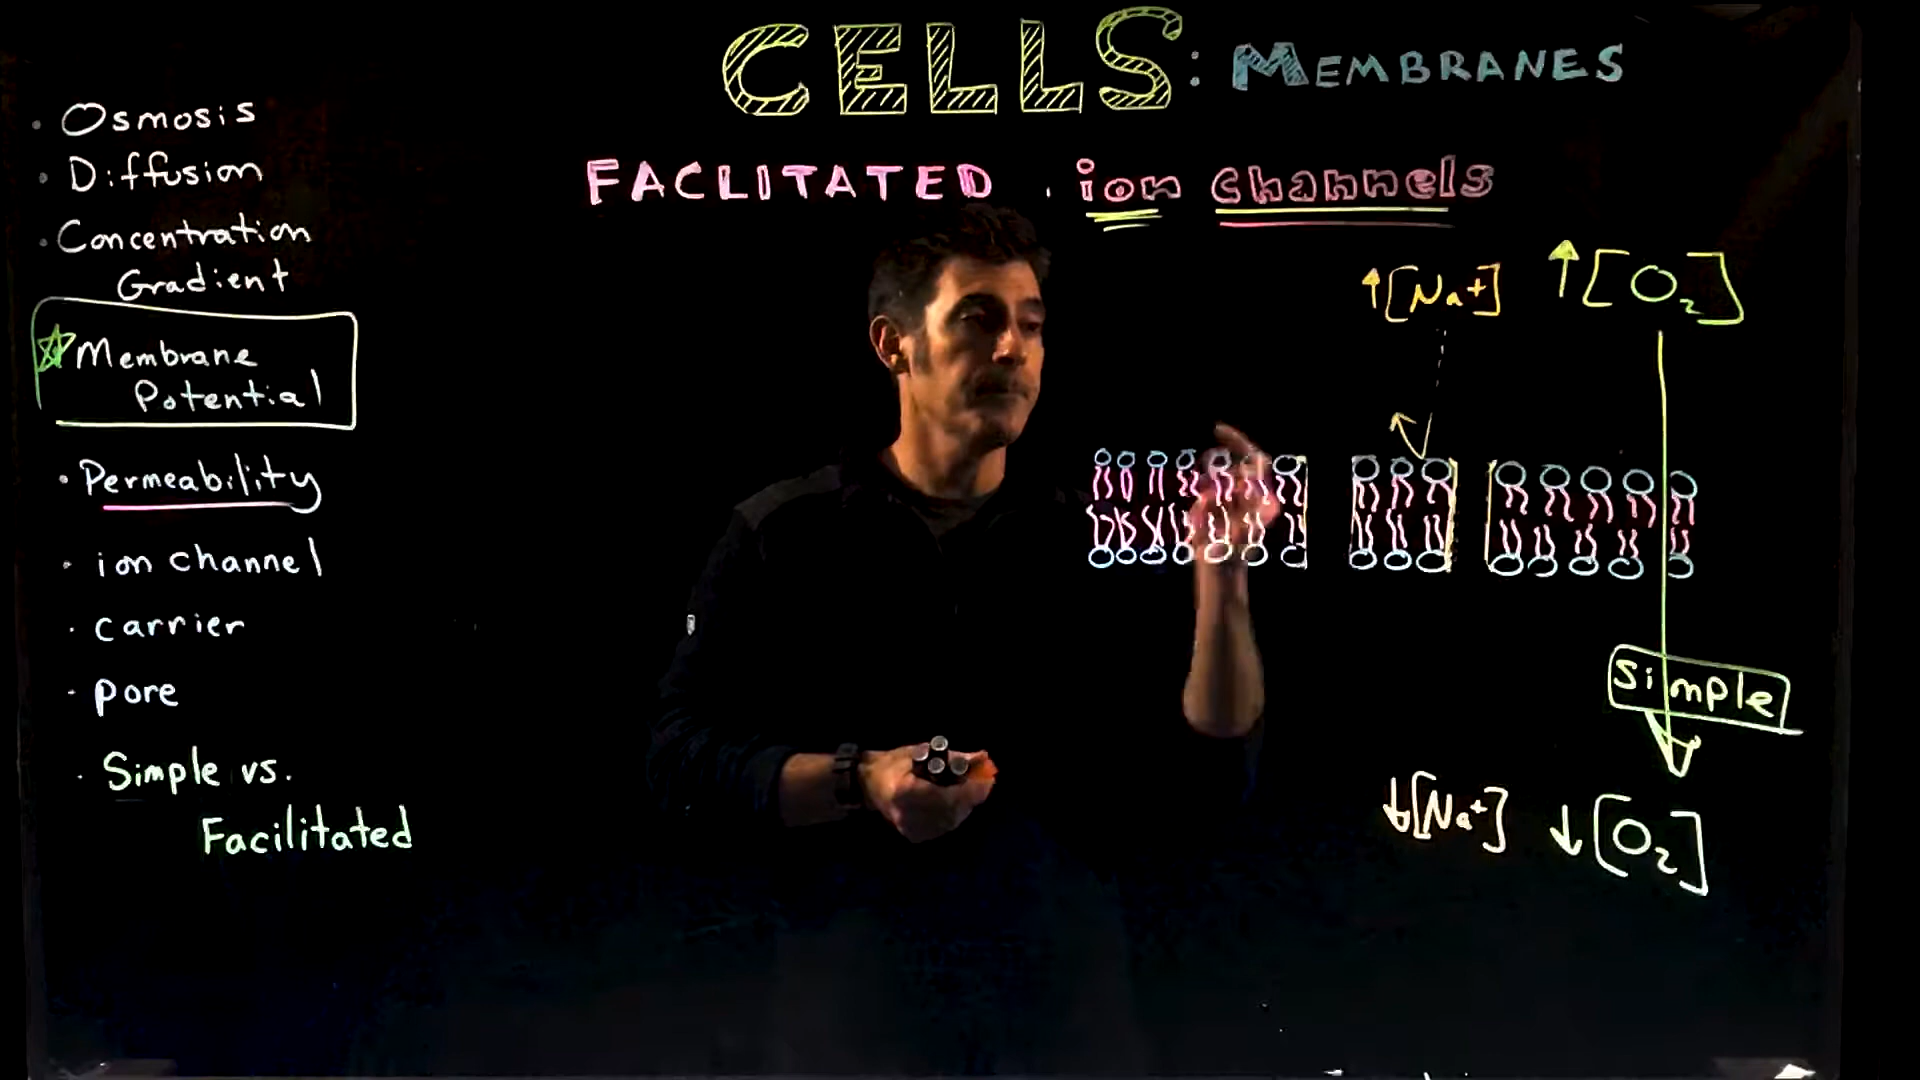 CELLS: MEMBRANES
FACLITATED . ion channels
• Osmosis
• Diffusion
• Concentration
Gradient
Membrane
Potential
• Permeability
• ion channel
• carrier
• pore
• Simple vs.
Facilitated
↑[Na+] ↑[O₂]
simple
↓[Na⁺] ↓[O₂]